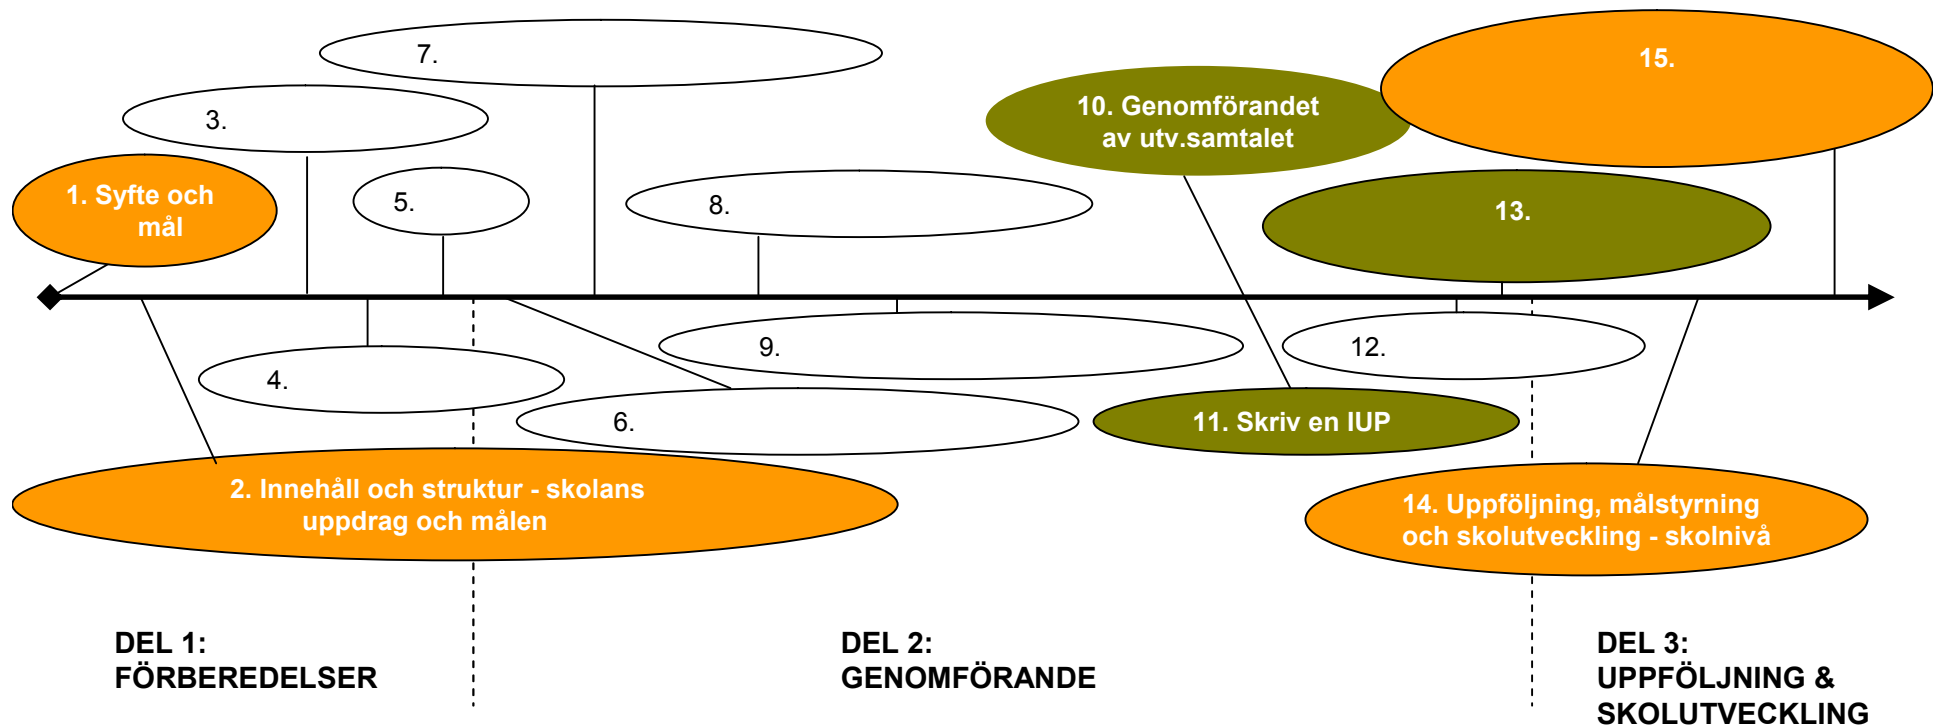 1. Syfte och
mål
2. Innehåll och struktur - skolans
uppdrag och målen
3.
4.
5.
6.
7.
8.
9.
10. Genomförandet
av utv.samtalet
11. Skriv en IUP
12.
13.
14. Uppföljning, målstyrning
och skolutveckling - skolnivå
15.
DEL 1:
FÖRBEREDELSER
DEL 2:
GENOMFÖRANDE
DEL 3:
UPPFÖLJNING &
SKOLUTVECKLING